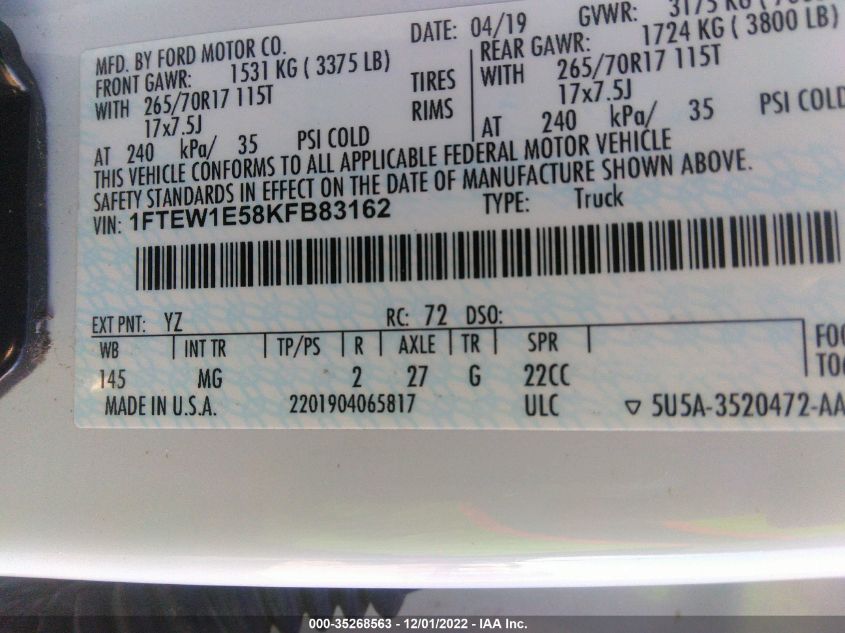 MFD. BY FORD MOTOR CO.
DATE: 04/19
GVWR: 3175 KG
FRONT GAWR: 1531 KG ( 3375 LB)
REAR GAWR: 1724 KG ( 3800 LB)
WITH 265/70R17 115T TIRES
WITH 265/70R17 115T
17x7.5J RIMS
17x7.5J
AT 240 kPa/ 35 PSI COLD
AT 240 kPa/ 35 PSI COLD
THIS VEHICLE CONFORMS TO ALL APPLICABLE FEDERAL MOTOR VEHICLE
SAFETY STANDARDS IN EFFECT ON THE DATE OF MANUFACTURE SHOWN ABOVE.
VIN: 1FTEW1E58KFB83162
TYPE: Truck
EXT PNT: YZ RC: 72 DSO:
WB INT TR TP/PS R AXLE TR SPR
145 MG 2 27 G 22CC
MADE IN U.S.A. 2201904065817 ULC ▽ 5U5A-3520472-AA
000-35268563 - 12/01/2022 - IAA Inc.